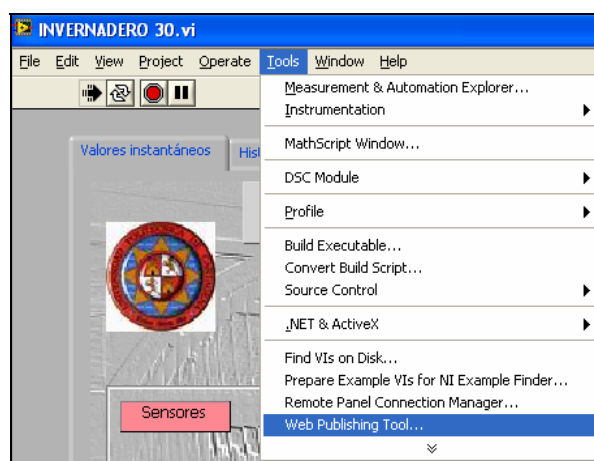 INVERNADERO 30.vi
File Edit View Project Operate Tools Window Help
Measurement & Automation Explorer...
Instrumentation
MathScript Window...
DSC Module
Profile
Build Executable...
Convert Build Script...
Source Control
.NET & ActiveX
Find VIs on Disk...
Prepare Example VIs for NI Example Finder...
Remote Panel Connection Manager...
Web Publishing Tool...
Valores instantáneos
Sensores